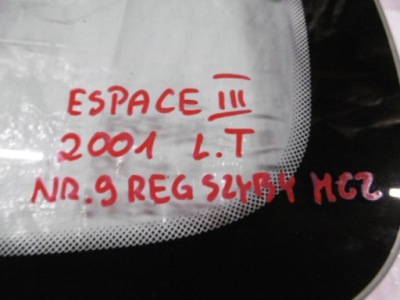 ESPACE III
2001 L.T
NR.9 REG SZYBY MCZ